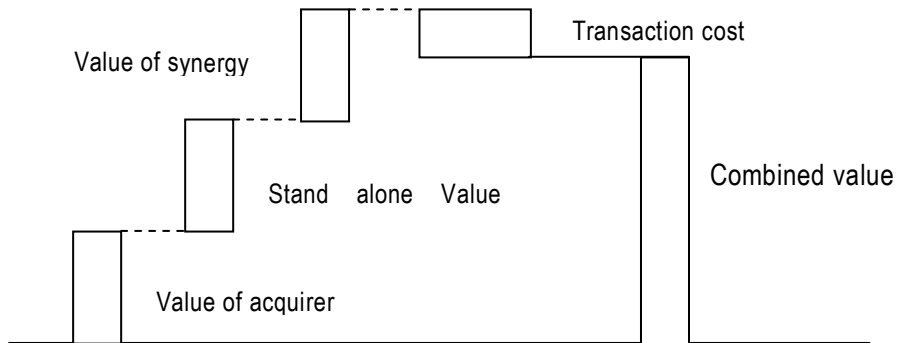 Transaction cost
Value of synergy
Combined value
Stand alone Value
Value of acquirer